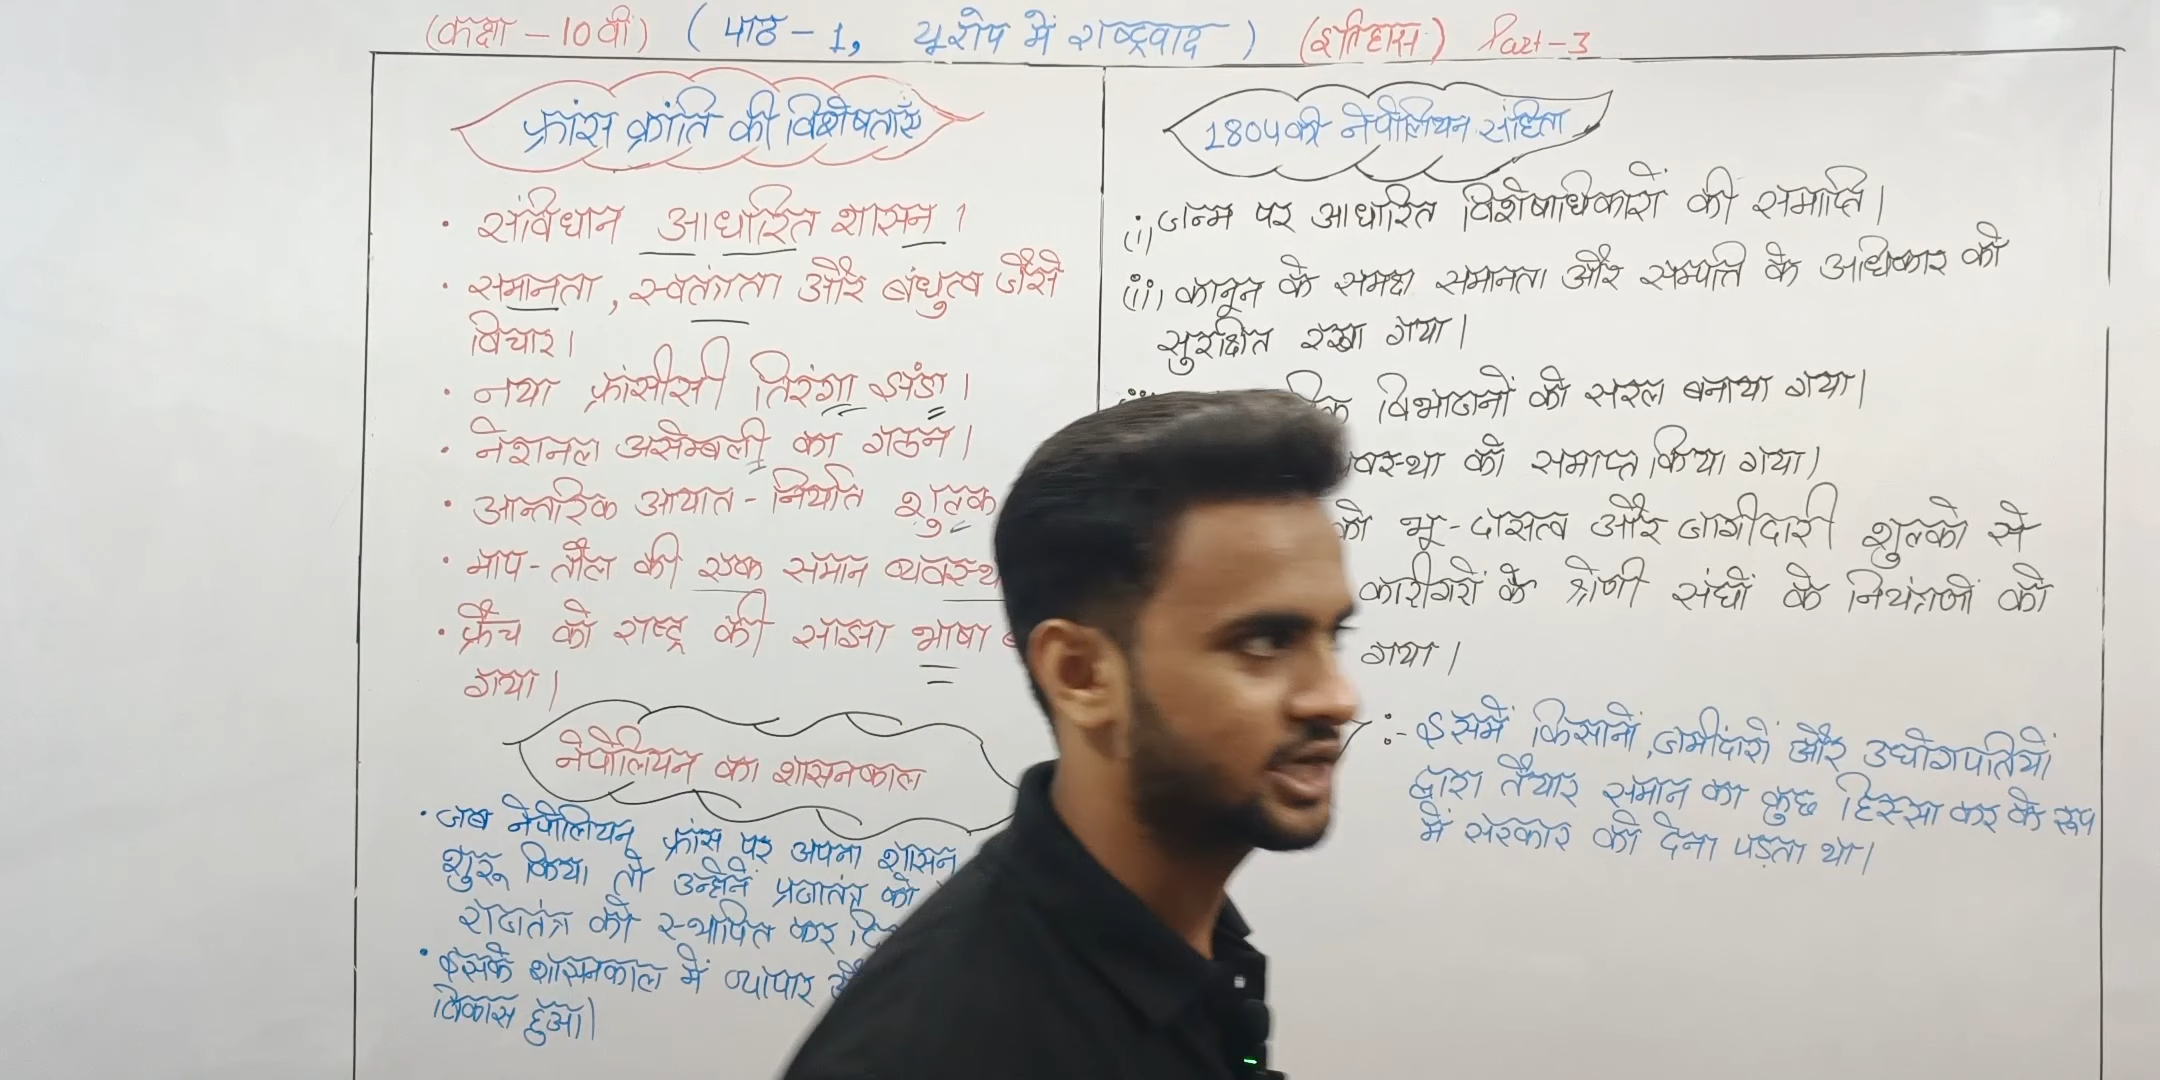 (कक्षा - 10वी) ( पाठ - 1, यूरोप में राष्ट्रवाद ) (इतिहास) Part-3
फ्रांस क्रांति की विशेषताएँ
• संविधान आधारित शासन ।
• समानता, स्वतंत्रता और बंधुत्व जैसे
विचार।
• नया फ्रांसीसी तिरंगा झंडा ।
• नेशनल असेम्बली का गठन ।
• आन्तरिक आयात - निर्यात शुल्क
• माप - तौल की एक समान
• फ्रैंच को राष्ट्र की साझा भाषा
गया ।
नेपोलियन का शासनकाल
• जब नेपोलियन फ्रांस पर अपना शासन
शुरू किया तो उन्होंने प्रजातंत्र को
राजतंत्र को स्थापित कर
• इसके शासनकाल में व्यापार
विकास हुआ।
1804 की नेपोलियन संहिता
(i) जन्म पर आधारित विशेषाधिकारों की समाप्ति।
(ii) कानून के समक्ष समानता और सम्पति के अधिकार को
सुरक्षित रखा गया।
विभाजनों को सरल बनाया गया।
को समाप्त किया गया।
को भू - दासत्व और जागीदारी शुल्को से
कारीगरों के श्रेणी संघों के नियंत्रणों को
गया ।
:- इसमें किसानों, जमींदारों और उघोगपतियों
द्वारा तैयार समान का कुछ हिस्सा कर के रूप
में सरकार को देना पड़ता था।